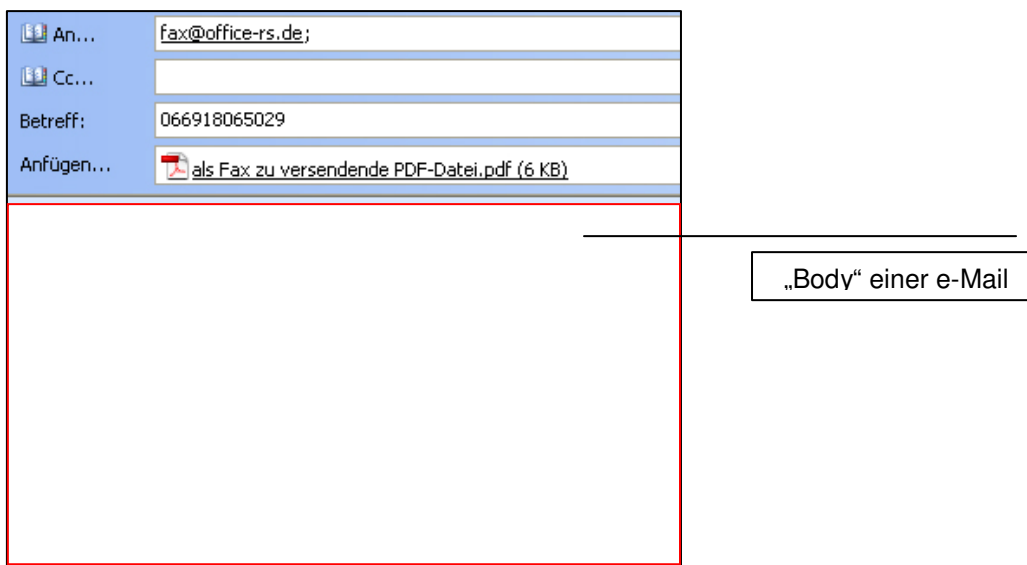 An...
fax@office-rs.de;
Cc...
Betreff:
066918065029
Anfügen...
als Fax zu versendende PDF-Datei.pdf (6 KB)
„Body“ einer e-Mail